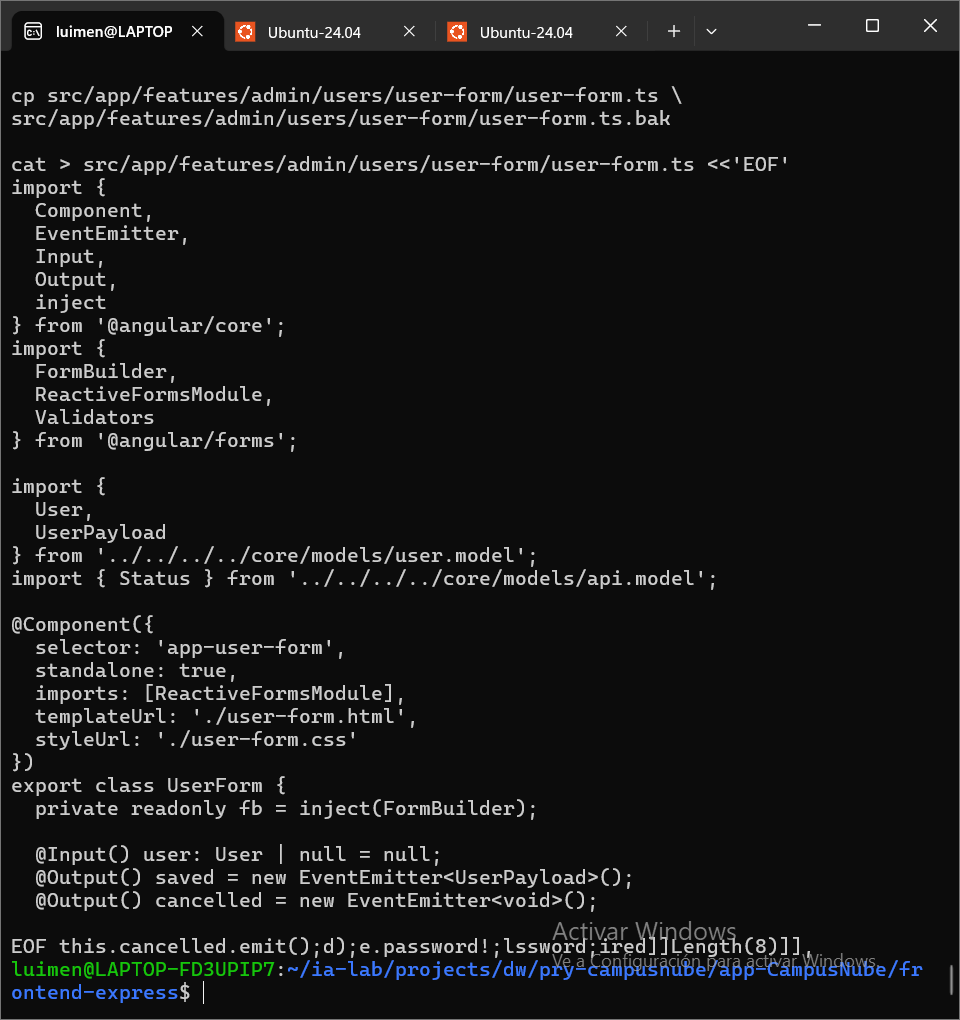 luimen@LAPTOP
Ubuntu-24.04
Ubuntu-24.04
cp src/app/features/admin/users/user-form/user-form.ts \
src/app/features/admin/users/user-form/user-form.ts.bak
cat > src/app/features/admin/users/user-form/user-form.ts <<'EOF'
import {
  Component,
  EventEmitter,
  Input,
  Output,
  inject
} from '@angular/core';
import {
  FormBuilder,
  ReactiveFormsModule,
  Validators
} from '@angular/forms';
import {
  User,
  UserPayload
} from '../../../../core/models/user.model';
import { Status } from '../../../../core/models/api.model';
@Component({
  selector: 'app-user-form',
  standalone: true,
  imports: [ReactiveFormsModule],
  templateUrl: './user-form.html',
  styleUrl: './user-form.css'
})
export class UserForm {
  private readonly fb = inject(FormBuilder);
  @Input() user: User | null = null;
  @Output() saved = new EventEmitter<UserPayload>();
  @Output() cancelled = new EventEmitter<void>();
Activar Windows
EOF this.cancelled.emit();d);e.password!;lssword;ired]]Length(8)]],
Ve a Configuración para activar Windows.
luimen@LAPTOP-FD3UPIP7:~/ia-lab/projects/dw/pry-campusnube/app-CampusNube/fr
ontend-express$